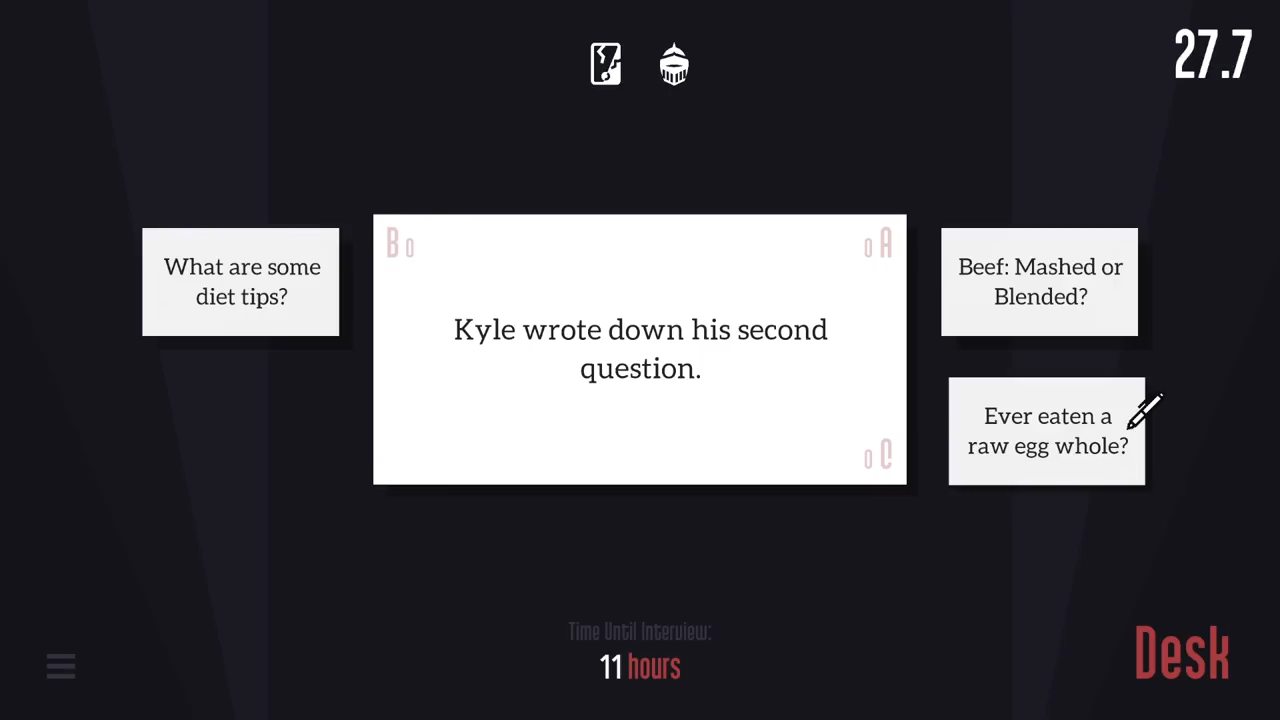 27.7
What are some
diet tips?
B 0
0 A
Kyle wrote down his second
question.
0 C
Beef: Mashed or
Blended?
Ever eaten a
raw egg whole?
Time Until Interview:
11 hours
Desk